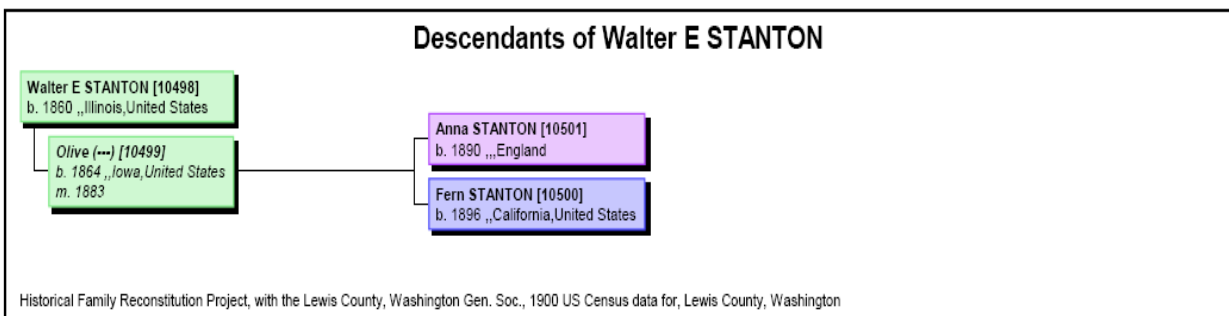 Descendants of Walter E STANTON
Walter E STANTON [10498]
b. 1860 ,,Illinois,United States
Olive (---) [10499]
b. 1864 ,,Iowa,United States
m. 1883
Anna STANTON [10501]
b. 1890 ,,,England
Fern STANTON [10500]
b. 1896 ,,California,United States
Historical Family Reconstitution Project, with the Lewis County, Washington Gen. Soc., 1900 US Census data for, Lewis County, Washington